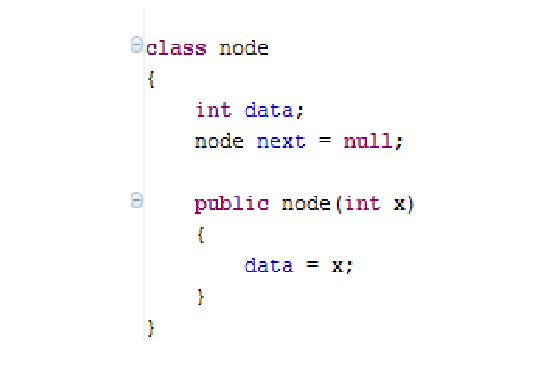 class node
{
    int data;
    node next = null;
    public node(int x)
    {
        data = x;
    }
}